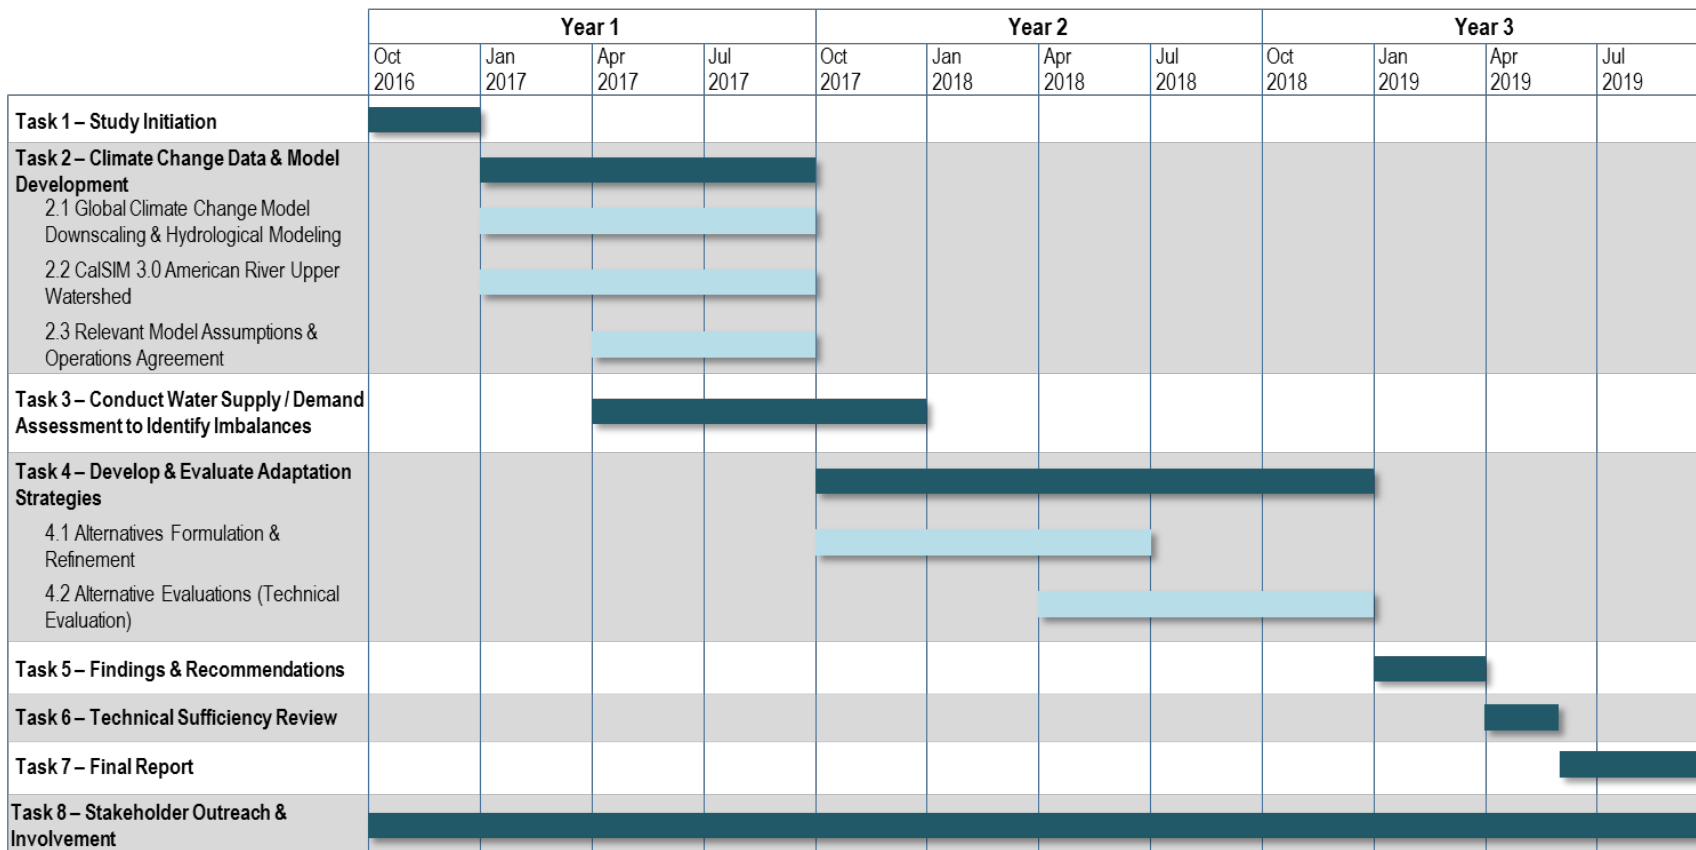 Year 1 Year 2 Year 3
Oct Jan Apr Jul Oct Jan Apr Jul Oct Jan Apr Jul
2016 2017 2017 2017 2017 2018 2018 2018 2018 2019 2019 2019
Task 1 – Study Initiation
Task 2 – Climate Change Data & Model
Development
2.1 Global Climate Change Model
Downscaling & Hydrological Modeling
2.2 CalSIM 3.0 American River Upper
Watershed
2.3 Relevant Model Assumptions &
Operations Agreement
Task 3 – Conduct Water Supply / Demand
Assessment to Identify Imbalances
Task 4 – Develop & Evaluate Adaptation
Strategies
4.1 Alternatives Formulation &
Refinement
4.2 Alternative Evaluations (Technical
Evaluation)
Task 5 – Findings & Recommendations
Task 6 – Technical Sufficiency Review
Task 7 – Final Report
Task 8 – Stakeholder Outreach &
Involvement